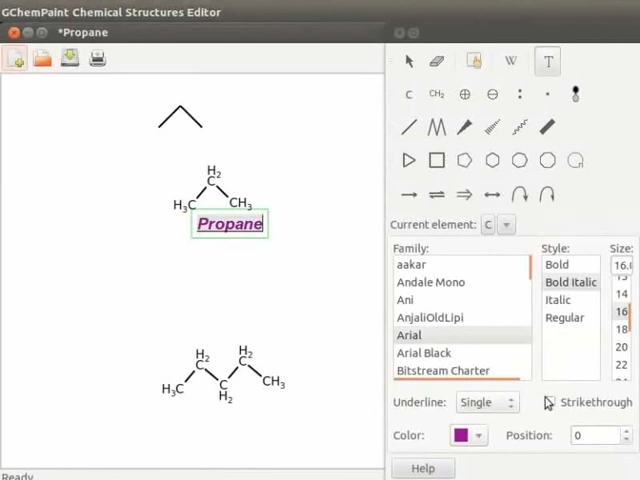 GChemPaint Chemical Structures Editor
*Propane
W
T
C
CH2
H2
C
H3C
CH3
Propane
Current element: C
Family:
Style:
Size:
aakar
Bold
16.
Andale Mono
Bold Italic
14
Ani
Italic
16
AnjaliOldLipi
Regular
18
Arial
20
Arial Black
22
Bitstream Charter
H2
C
H2
C
H3C
C
H2
CH3
Underline: Single
Strikethrough
Color:
Position: 0
Help
Ready